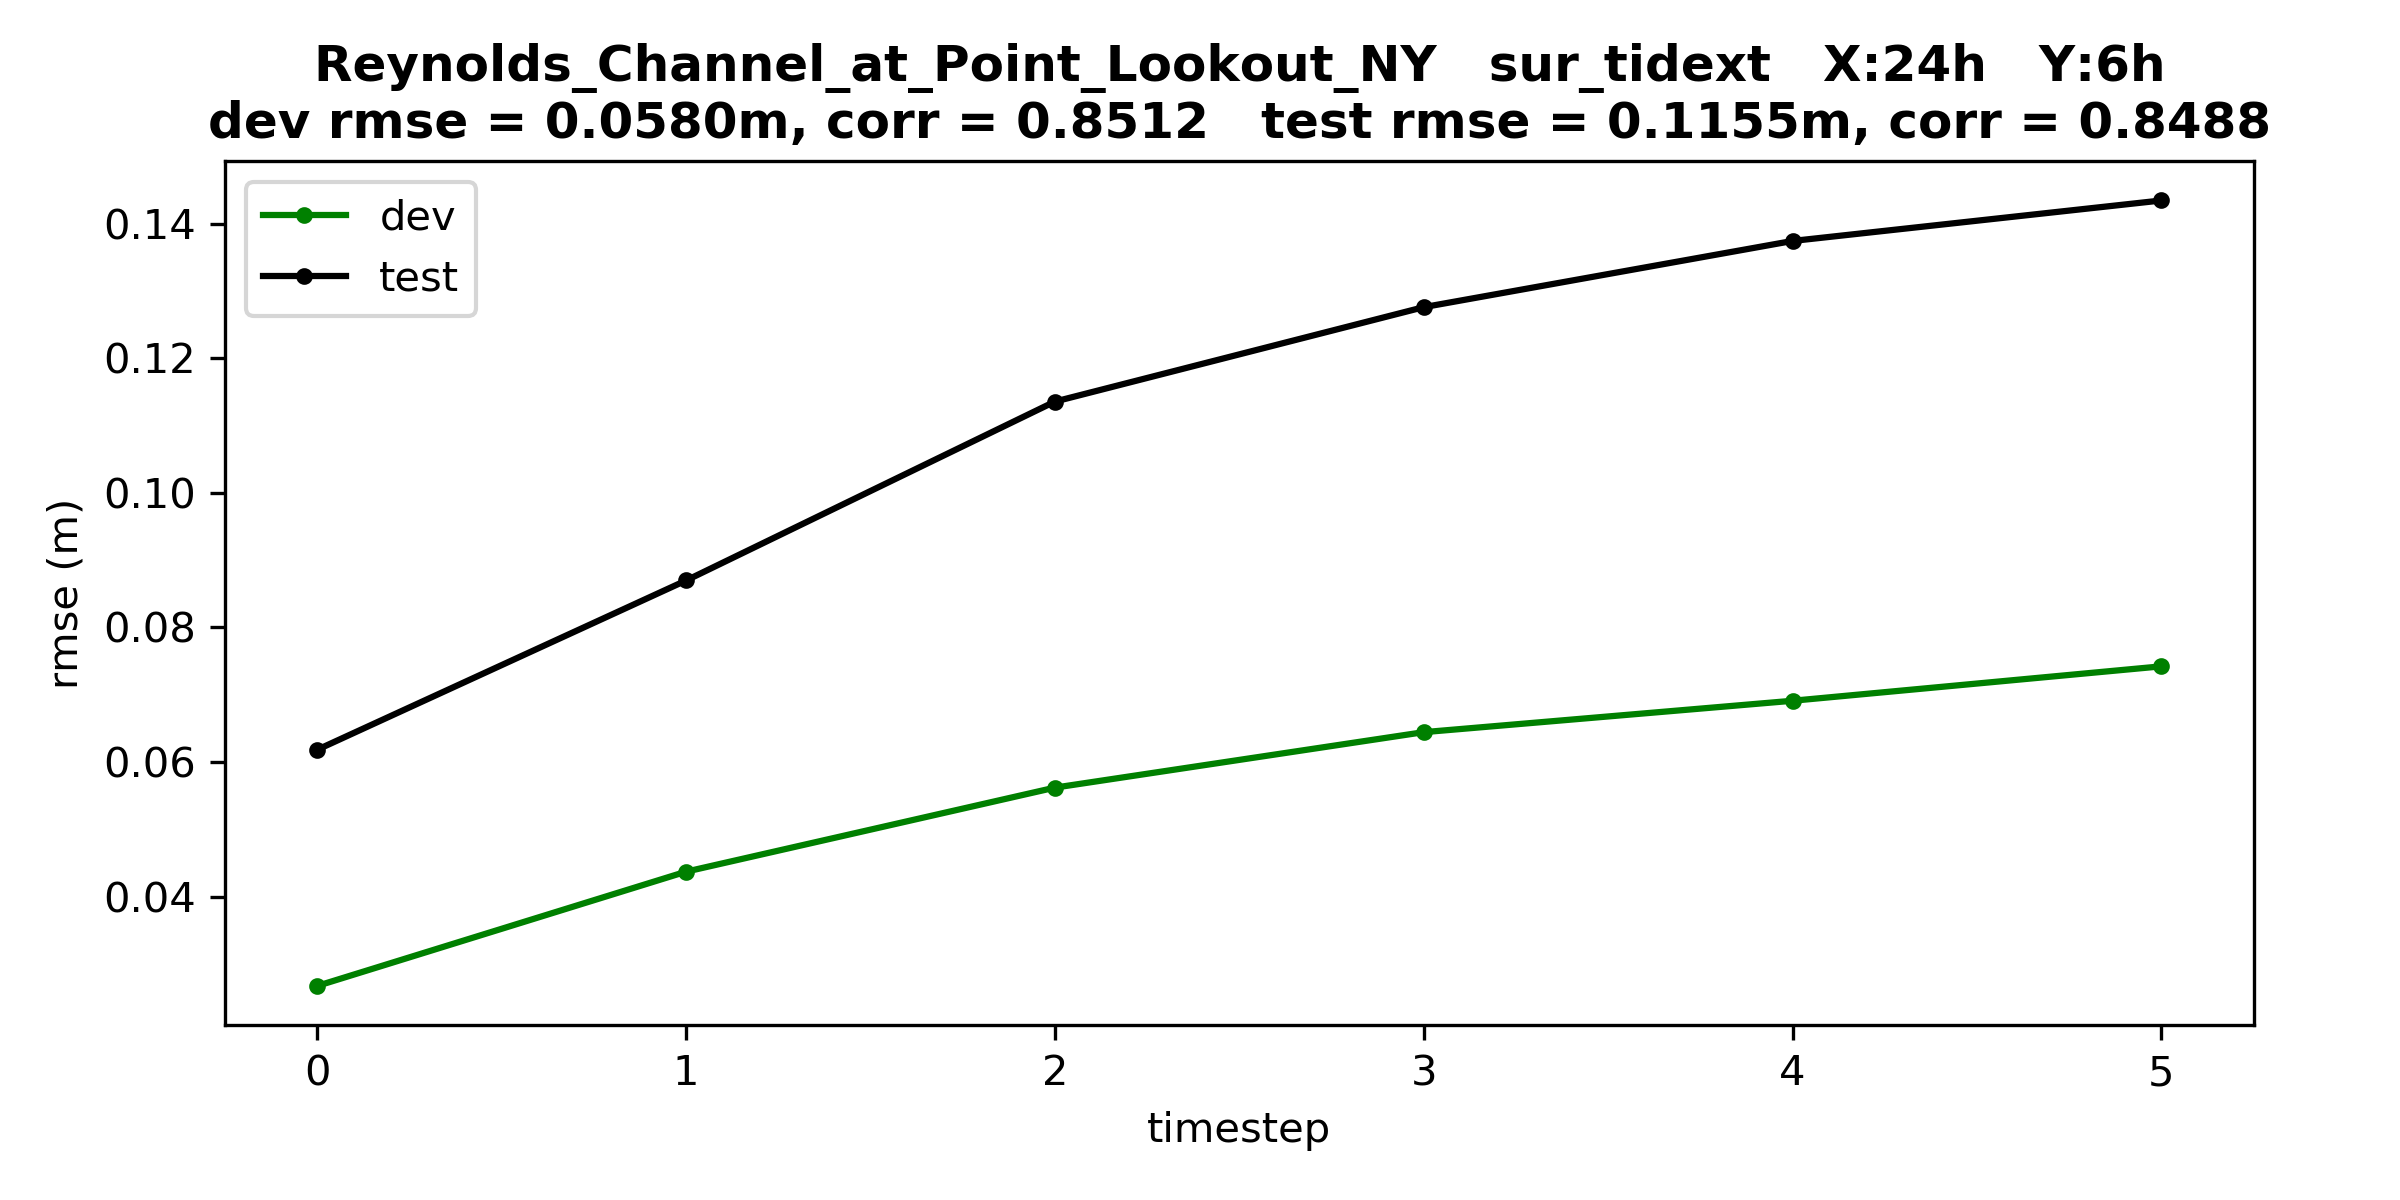 Reynolds_Channel_at_Point_Lookout_NY   sur_tidext   X:24h   Y:6h
dev rmse = 0.0580m, corr = 0.8512   test rmse = 0.1155m, corr = 0.8488
dev
test
0.14
0.12
0.10
0.08
0.06
0.04
rmse (m)
0 1 2 3 4 5
timestep